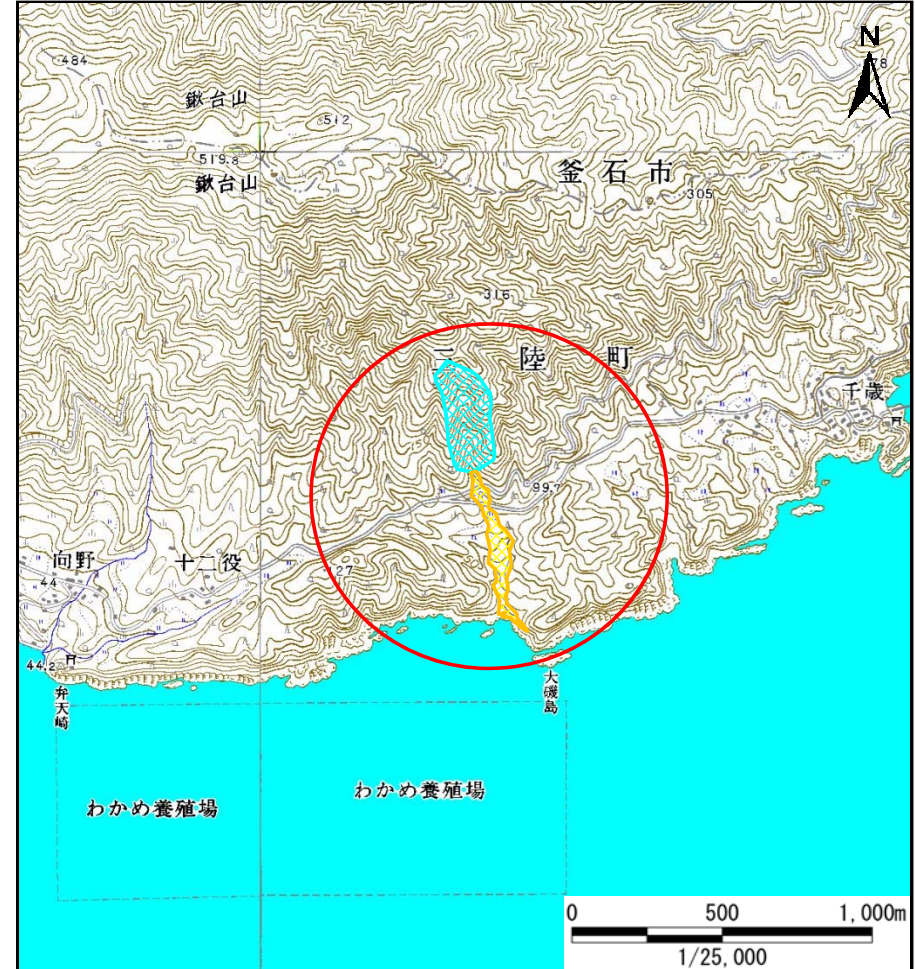 N
484
78
鍬台山
512
519.8
鍬台山
釜石市
305
316
三陸町
千歳
99.7
向野
十二役
44
127
44.2
弁天崎
大磯島
わかめ養殖場
わかめ養殖場
0 500 1,000m
1/25,000